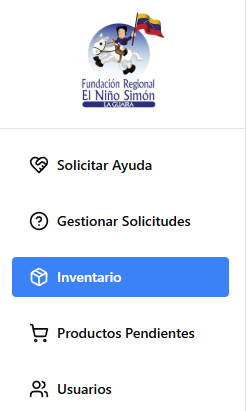 Fundación Regional
El Niño Simón
LA GUAIRA
Solicitar Ayuda
Gestionar Solicitudes
Inventario
Productos Pendientes
Usuarios